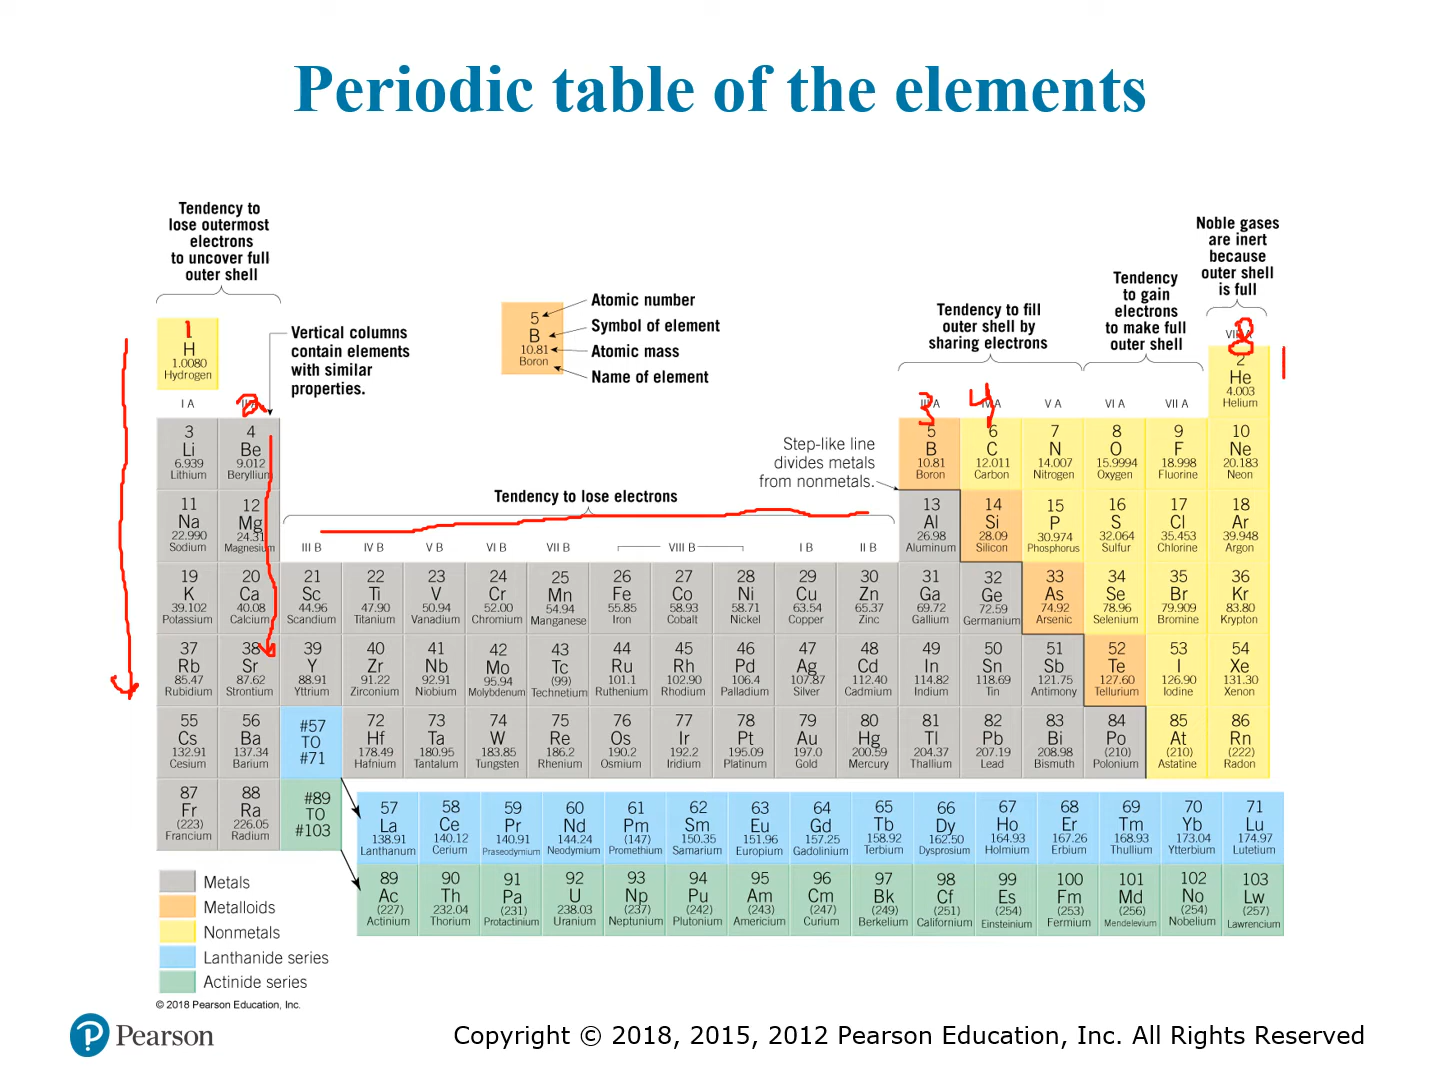 Periodic table of the elements
Tendency to
lose outermost
electrons
to uncover full
outer shell
Noble gases
are inert
because
outer shell
is full
Tendency
to gain
electrons
to make full
outer shell
Tendency to fill
outer shell by
sharing electrons
5
B
10.81
Boron
Atomic number
Symbol of element
Atomic mass
Name of element
Vertical columns
contain elements
with similar
properties.
Step-like line
divides metals
from nonmetals.
Tendency to lose electrons
1
H
1.0080
Hydrogen
8
2
He
4.003
Helium
I A
2
3
4
V A VI A VII A
3 4 5 6 7 8 9 10
Li Be B C N O F Ne
6.939 9.012 10.81 12.011 14.007 15.9994 18.998 20.183
Lithium Beryllium Boron Carbon Nitrogen Oxygen Fluorine Neon
11 12 13 14 15 16 17 18
Na Mg Al Si P S Cl Ar
22.990 24.31 26.98 28.09 30.974 32.064 35.453 39.948
Sodium Magnesium Aluminum Silicon Phosphorus Sulfur Chlorine Argon
III B IV B V B VI B VII B VIII B I B II B
19 20 21 22 23 24 25 26 27 28 29 30 31 32 33 34 35 36
K Ca Sc Ti V Cr Mn Fe Co Ni Cu Zn Ga Ge As Se Br Kr
39.102 40.08 44.96 47.90 50.94 52.00 54.94 55.85 58.93 58.71 63.54 65.37 69.72 72.59 74.92 78.96 79.909 83.80
Potassium Calcium Scandium Titanium Vanadium Chromium Manganese Iron Cobalt Nickel Copper Zinc Gallium Germanium Arsenic Selenium Bromine Krypton
37 38 39 40 41 42 43 44 45 46 47 48 49 50 51 52 53 54
Rb Sr Y Zr Nb Mo Tc Ru Rh Pd Ag Cd In Sn Sb Te I Xe
85.47 87.62 88.91 91.22 92.91 95.94 (99) 101.1 102.90 106.4 107.87 112.40 114.82 118.69 121.75 127.60 126.90 131.30
Rubidium Strontium Yttrium Zirconium Niobium Molybdenum Technetium Ruthenium Rhodium Palladium Silver Cadmium Indium Tin Antimony Tellurium Iodine Xenon
55 56 #57 TO #71 72 73 74 75 76 77 78 79 80 81 82 83 84 85 86
Cs Ba Hf Ta W Re Os Ir Pt Au Hg Tl Pb Bi Po At Rn
132.91 137.34 178.49 180.95 183.85 186.2 190.2 192.2 195.09 197.0 200.59 204.37 207.19 208.98 (210) (210) (222)
Cesium Barium Hafnium Tantalum Tungsten Rhenium Osmium Iridium Platinum Gold Mercury Thallium Lead Bismuth Polonium Astatine Radon
87 88 #89 TO #103
Fr Ra
(223) 226.05
Francium Radium
57 58 59 60 61 62 63 64 65 66 67 68 69 70 71
La Ce Pr Nd Pm Sm Eu Gd Tb Dy Ho Er Tm Yb Lu
138.91 140.12 140.91 144.24 (147) 150.35 151.96 157.25 158.92 162.50 164.93 167.26 168.93 173.04 174.97
Lanthanum Cerium Praseodymium Neodymium Promethium Samarium Europium Gadolinium Terbium Dysprosium Holmium Erbium Thullium Ytterbium Lutetium
89 90 91 92 93 94 95 96 97 98 99 100 101 102 103
Ac Th Pa U Np Pu Am Cm Bk Cf Es Fm Md No Lw
(227) 232.04 (231) 238.03 (237) (242) (243) (247) (249) (251) (254) (253) (256) (254) (257)
Actinium Thorium Protactinium Uranium Neptunium Plutonium Americium Curium Berkelium Californium Einsteinium Fermium Mendelevium Nobelium Lawrencium
Metals
Metalloids
Nonmetals
Lanthanide series
Actinide series
© 2018 Pearson Education, Inc.
Pearson
Copyright © 2018, 2015, 2012 Pearson Education, Inc. All Rights Reserved